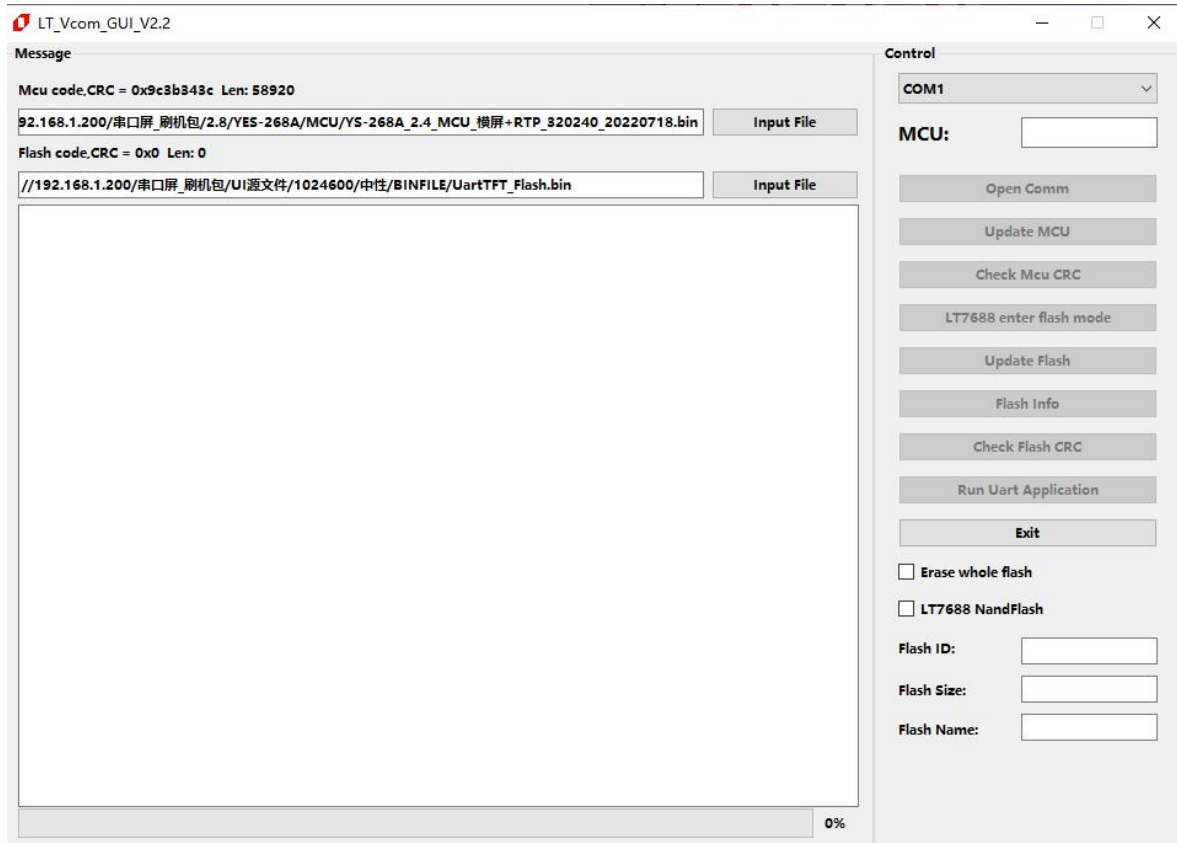 LT_Vcom_GUI_V2.2
Message
Mcu code,CRC = 0x9c3b343c Len: 58920
92.168.1.200/串口屏_刷机包/2.8/YES-268A/MCU/YS-268A_2.4_MCU_横屏+RTP_320240_20220718.bin
Input File
Flash code,CRC = 0x0 Len: 0
//192.168.1.200/串口屏_刷机包/UI源文件/1024600/中性/BINFILE/UartTFT_Flash.bin
Input File
0%
Control
COM1
MCU:
Open Comm
Update MCU
Check Mcu CRC
LT7688 enter flash mode
Update Flash
Flash Info
Check Flash CRC
Run Uart Application
Exit
Erase whole flash
LT7688 NandFlash
Flash ID:
Flash Size:
Flash Name: